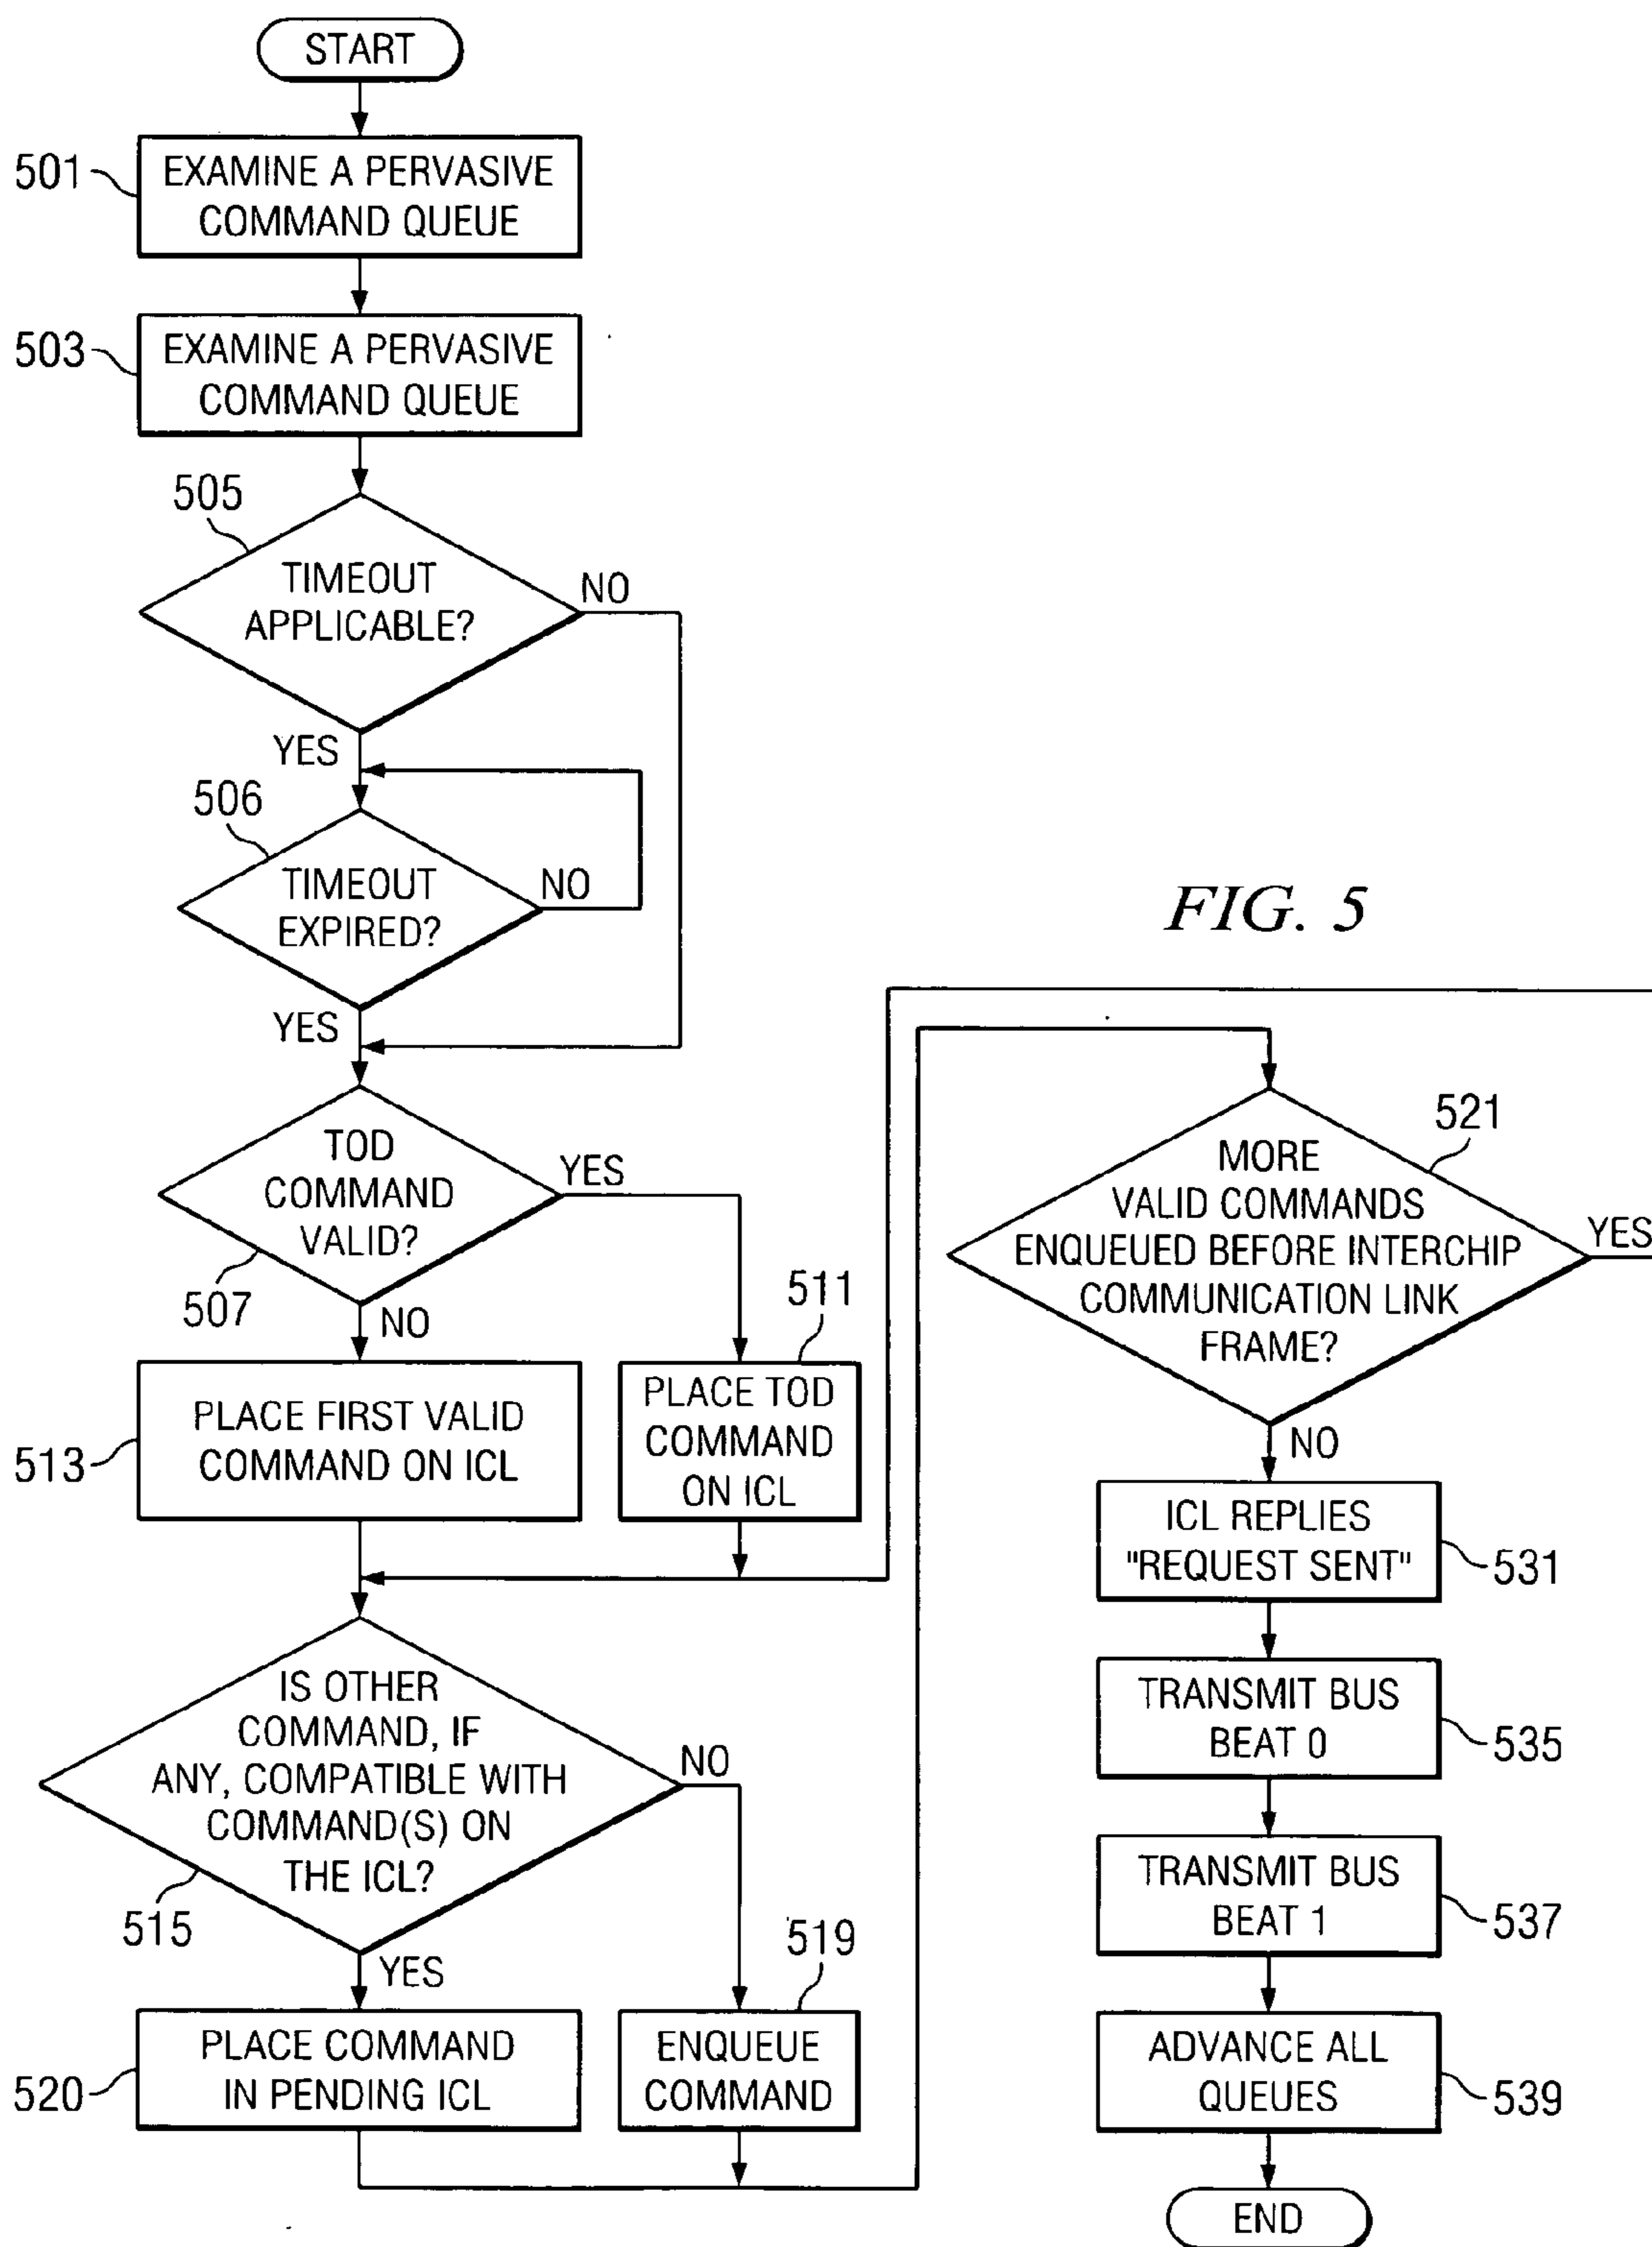 START
501
EXAMINE A PERVASIVE
COMMAND QUEUE
503
EXAMINE A PERVASIVE
COMMAND QUEUE
505
TIMEOUT
APPLICABLE?
NO
YES
506
TIMEOUT
EXPIRED?
NO
YES
TOD
COMMAND
VALID?
YES
507
NO
511
PLACE TOD
COMMAND
ON ICL
513
PLACE FIRST VALID
COMMAND ON ICL
IS OTHER
COMMAND, IF
ANY, COMPATIBLE WITH
COMMAND(S) ON
THE ICL?
NO
515
YES
519
520
PLACE COMMAND
IN PENDING ICL
ENQUEUE
COMMAND
FIG. 5
521
MORE
VALID COMMANDS
ENQUEUED BEFORE INTERCHIP
COMMUNICATION LINK
FRAME?
YES
NO
ICL REPLIES
"REQUEST SENT"
531
TRANSMIT BUS
BEAT 0
535
TRANSMIT BUS
BEAT 1
537
ADVANCE ALL
QUEUES
539
END